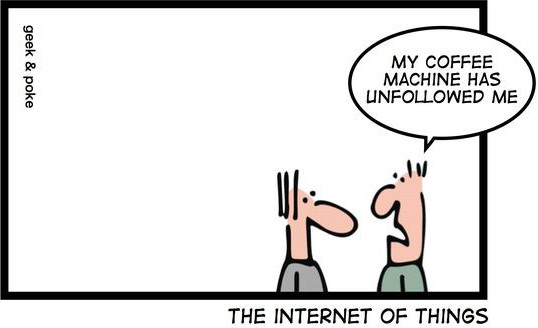 geek & poke
MY COFFEE
MACHINE HAS
UNFOLLOWED ME
THE INTERNET OF THINGS